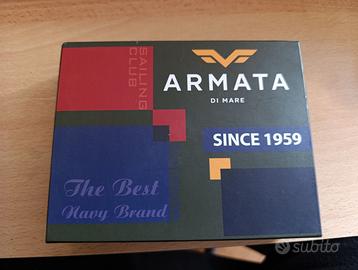 SAILING
CLUB
ARMATA
DI MARE
SINCE 1959
The Best
Navy Brand
subito